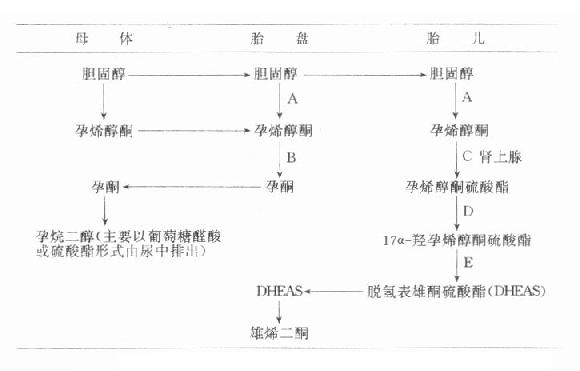 母 体 胎 盘 胎 儿
胆固醇 胆固醇 胆固醇
A A
孕烯醇酮 孕烯醇酮 孕烯醇酮
B C 肾上腺
孕酮 孕酮 孕烯醇酮硫酸酯
D
孕烷二醇(主要以葡萄糖醛酸 17α-羟孕烯醇酮硫酸酯
或硫酸酯形式由尿中排出)
E
DHEAS 脱氢表雄酮硫酸酯(DHEAS)
雄烯二酮